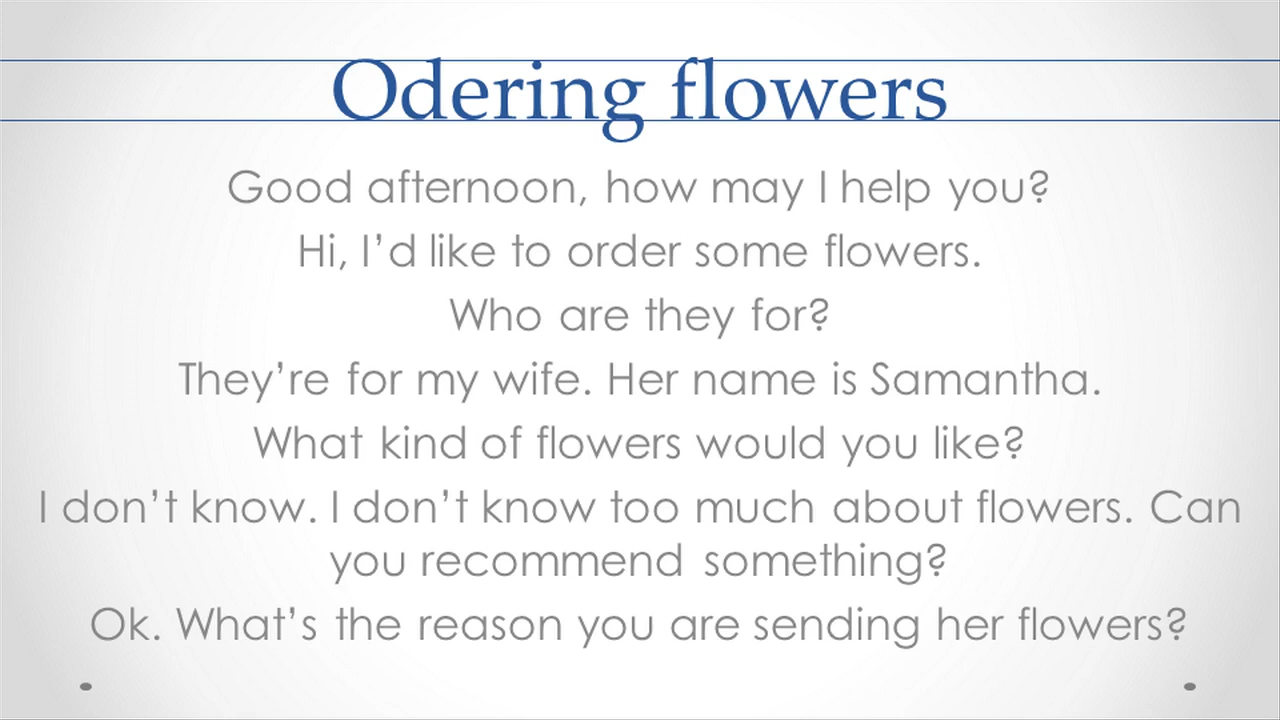 Odering flowers
Good afternoon, how may I help you?
Hi, I’d like to order some flowers.
Who are they for?
They’re for my wife. Her name is Samantha.
What kind of flowers would you like?
I don’t know. I don’t know too much about flowers. Can
you recommend something?
Ok. What’s the reason you are sending her flowers?